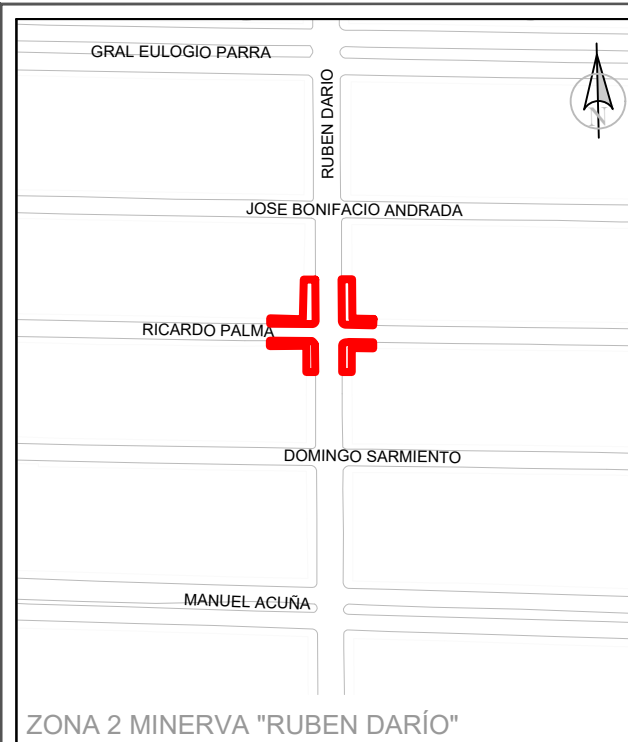 GRAL EULOGIO PARRA
RUBEN DARIO
N
JOSE BONIFACIO ANDRADA
RICARDO PALMA
DOMINGO SARMIENTO
MANUEL ACUÑA
ZONA 2 MINERVA "RUBEN DARÍO"